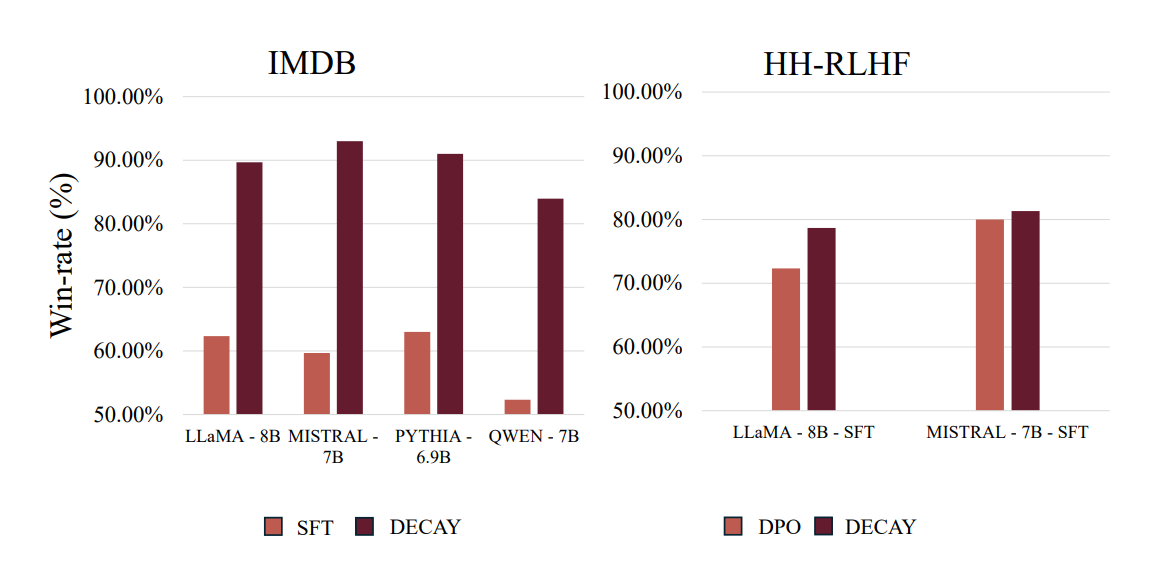 IMDB
Win-rate (%)
100.00%
90.00%
80.00%
70.00%
60.00%
50.00%
LLaMA - 8B
MISTRAL -
7B
PYTHIA -
6.9B
QWEN - 7B
SFT
DECAY
HH-RLHF
100.00%
90.00%
80.00%
70.00%
60.00%
50.00%
LLaMA - 8B - SFT
MISTRAL - 7B - SFT
DPO
DECAY